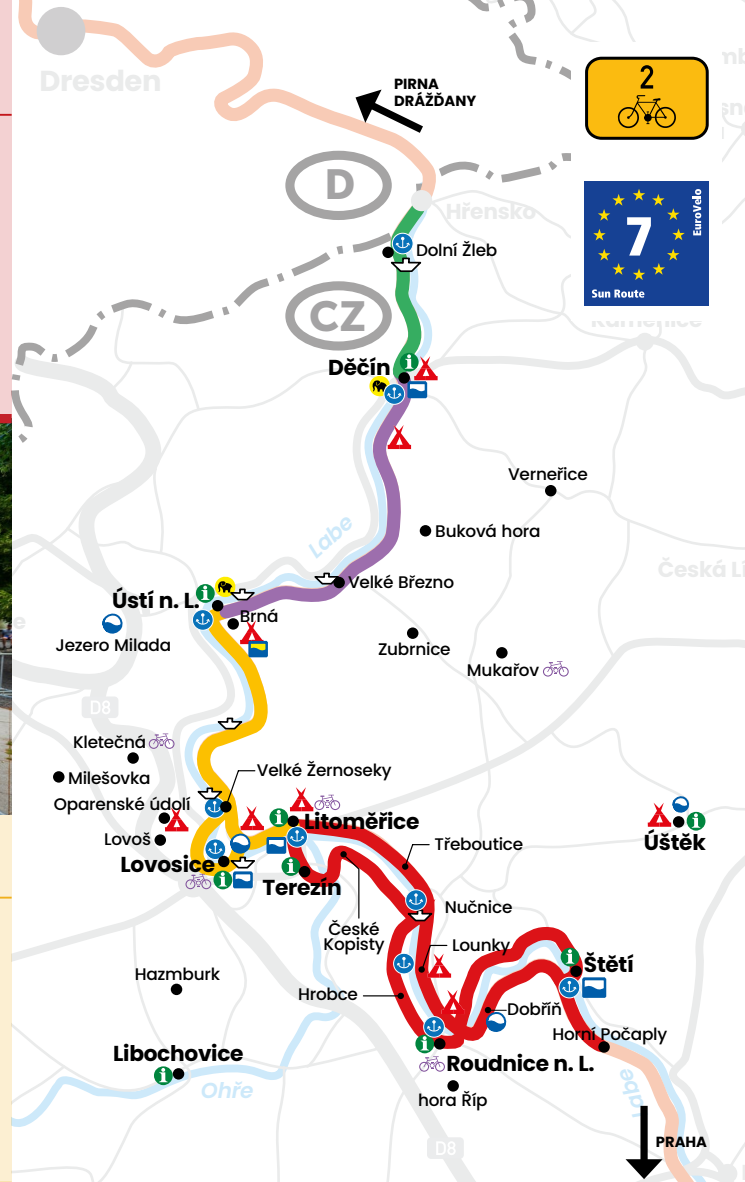 Dresden
PIRNA
DRÁŽĎANY
2
D
Hřensko
7
EuroVelo
Sun Route
Dolní Žleb
CZ
Kamenice
Děčín
Verneřice
Labe
Buková hora
Česká Lí
Velké Březno
Ústí n. L.
Brná
Jezero Milada
Zubrnice
Mukařov
D8
Kletečná
Milešovka
Velké Žernoseky
Oparenské údolí
Litoměřice
Lovoš
Třeboutice
Úštěk
Lovosice
Terezín
Nučnice
České
Kopisty
Lounky
Štětí
Hazmburk
Hrobce
Dobříň
Horní Počaply
Libochovice
Roudnice n. L.
Ohře
hora Říp
Labe
D8
PRAHA